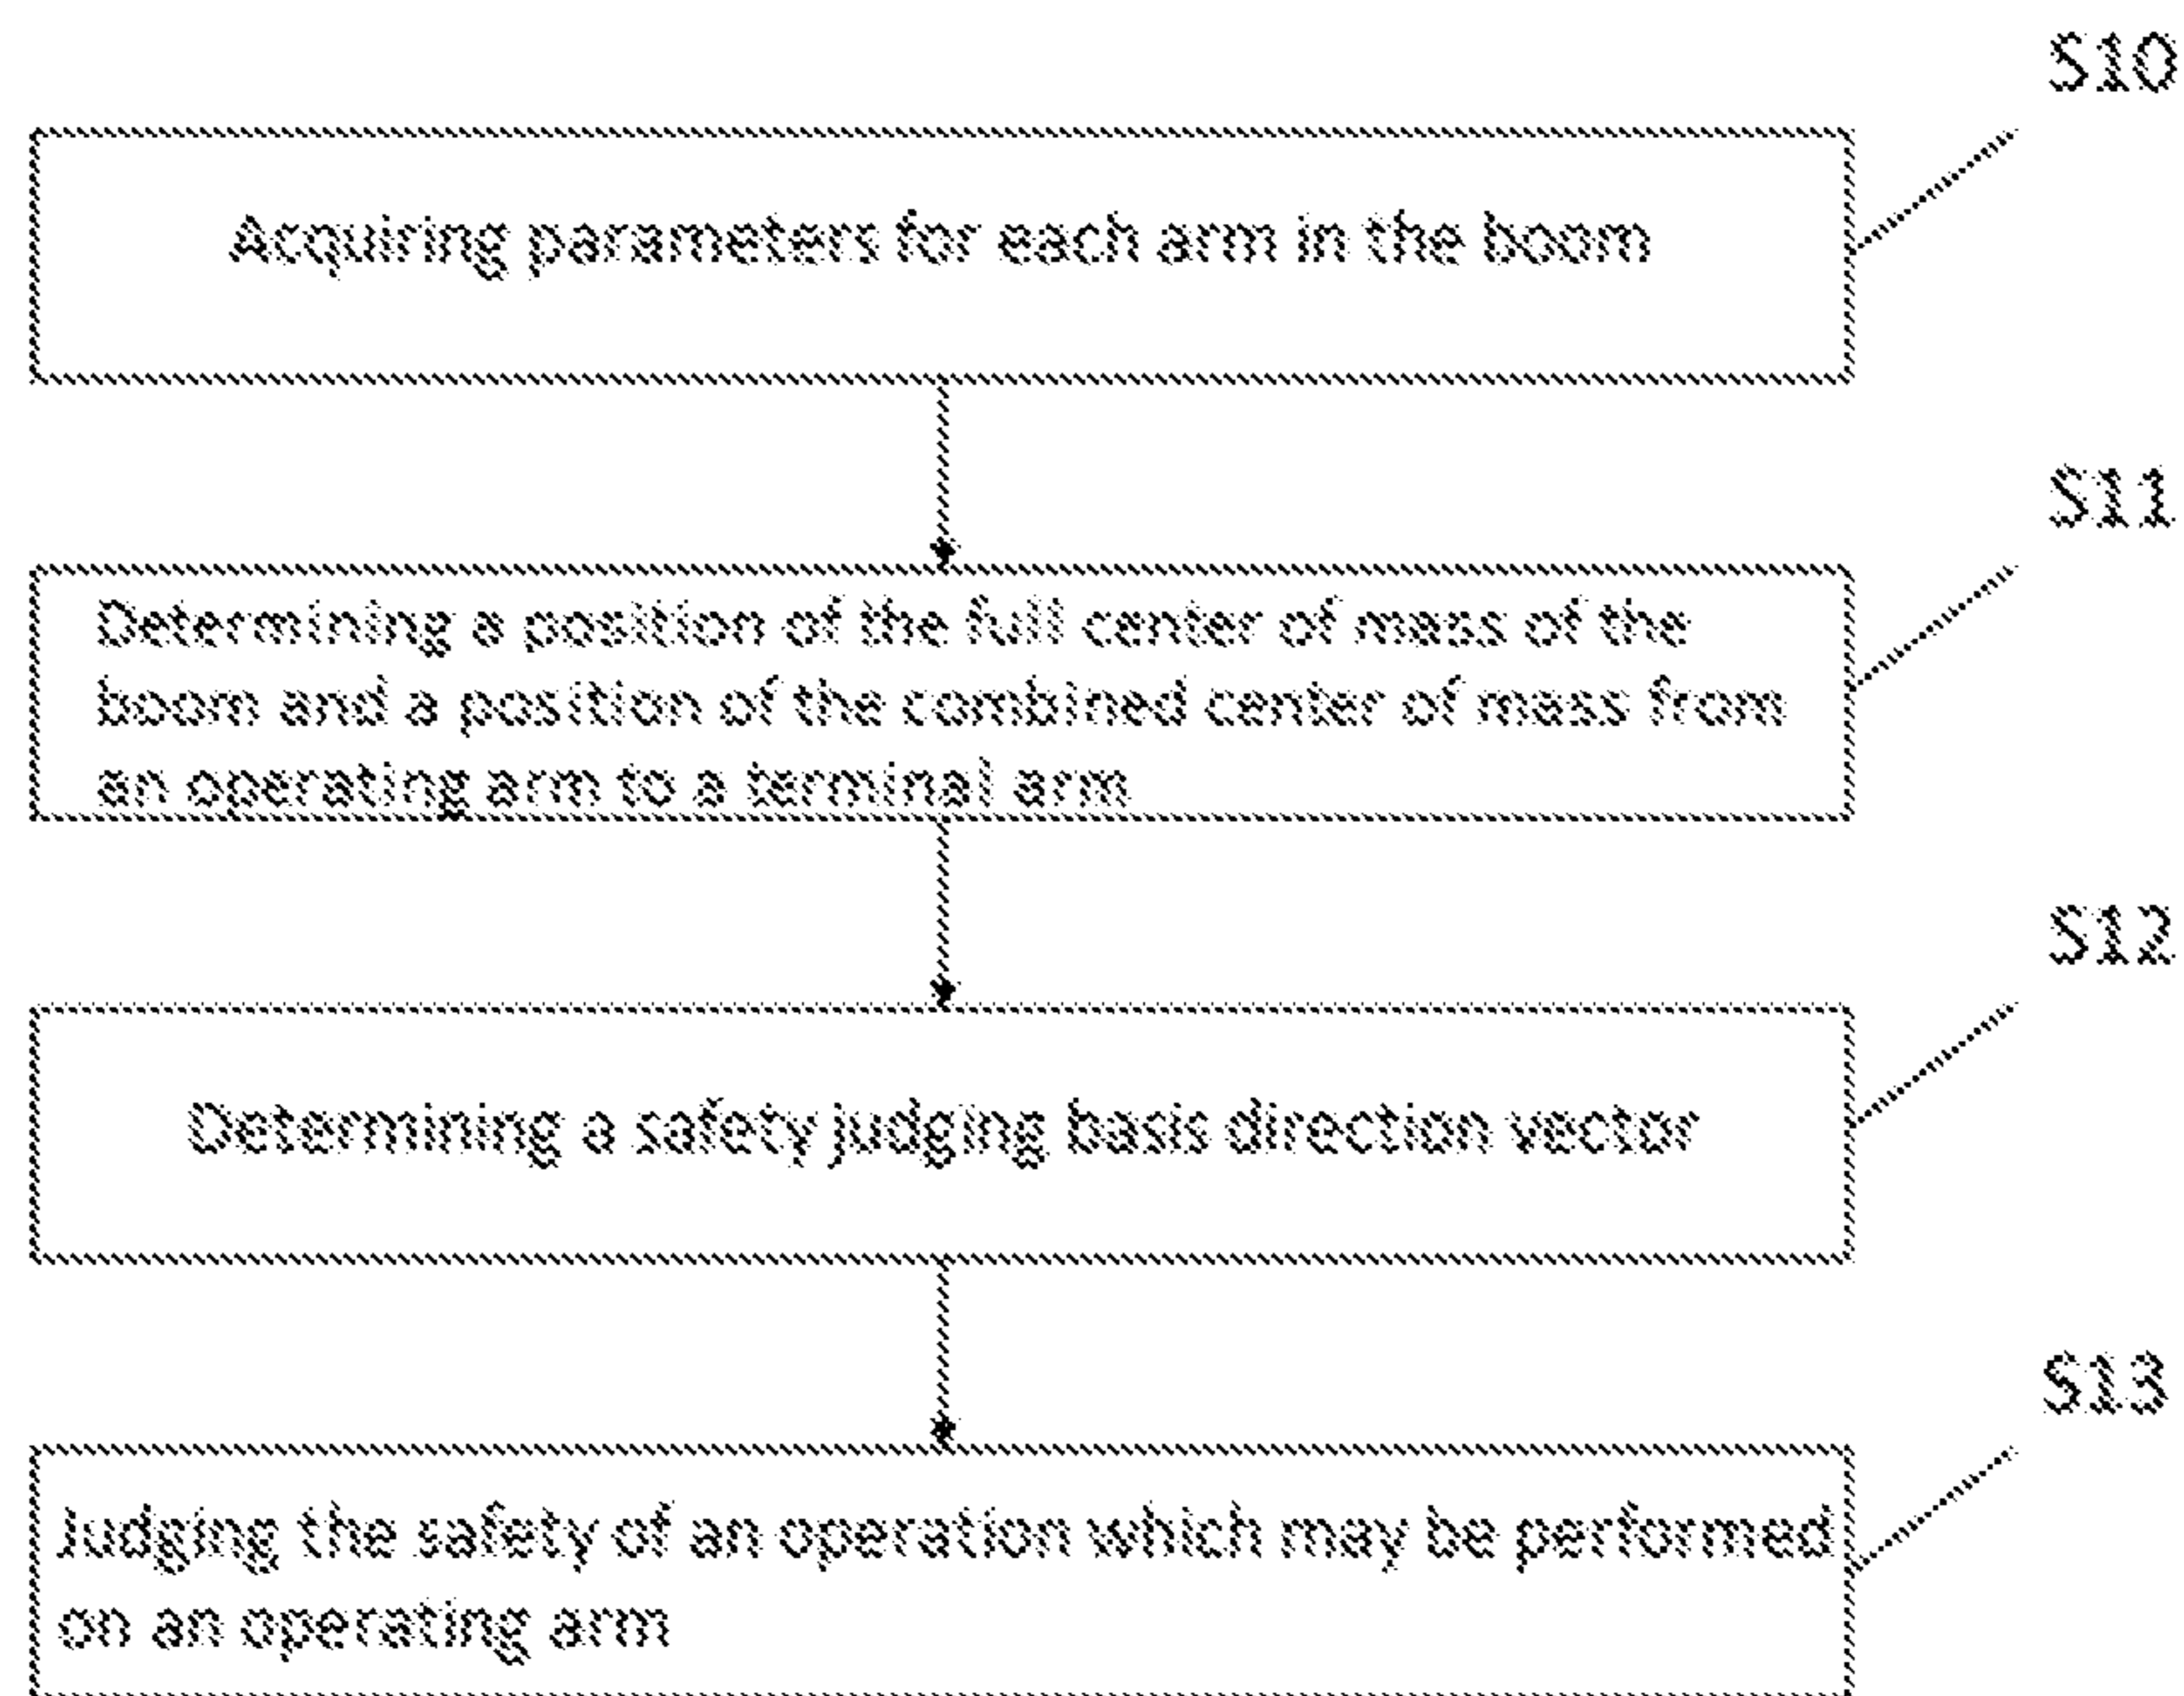 S10
Acquiring parameters for each arm in the boom
S11
Determining a position of the full center of mass of the
boom and a position of the combined center of mass from
an operating arm to a terminal arm
S12
Determining a safety judging basis direction vector
S13
Judging the safety of an operation which may be performed
on an operating arm